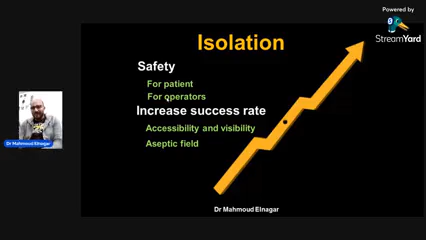 Powered by
StreamYard
Isolation
Safety
For patient
For operators
Increase success rate
Accessibility and visibility
Aseptic field
Dr Mahmoud Elnagar
Dr Mahmoud Elnagar